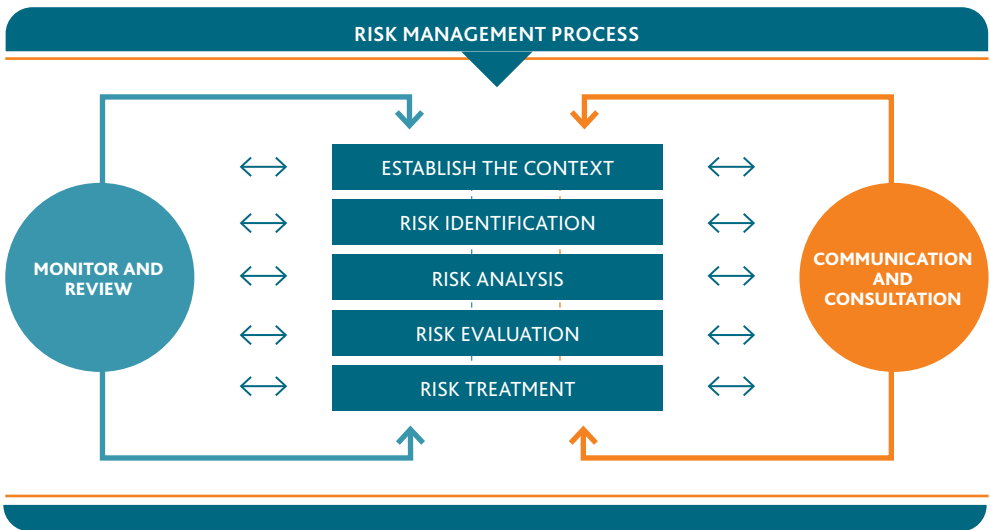 RISK MANAGEMENT PROCESS
ESTABLISH THE CONTEXT
RISK IDENTIFICATION
RISK ANALYSIS
RISK EVALUATION
RISK TREATMENT
MONITOR AND
REVIEW
COMMUNICATION
AND
CONSULTATION